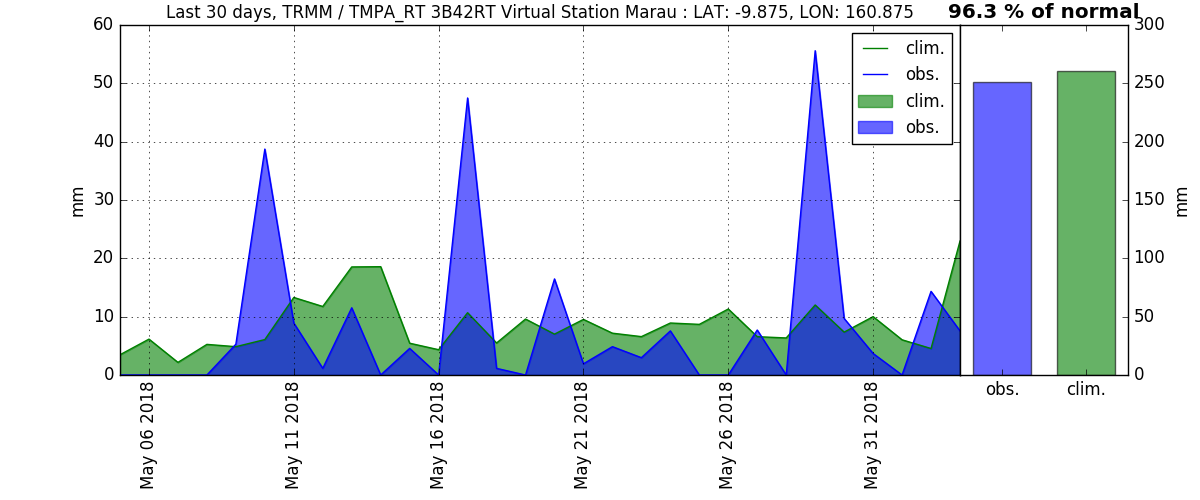 Last 30 days, TRMM / TMPA_RT 3B42RT Virtual Station Marau : LAT: -9.875, LON: 160.875
96.3 % of normal
60
50
40
30
20
10
0
mm
May 06 2018
May 11 2018
May 16 2018
May 21 2018
May 26 2018
May 31 2018
clim.
obs.
clim.
obs.
300
250
200
150
100
50
0
mm
obs.
clim.